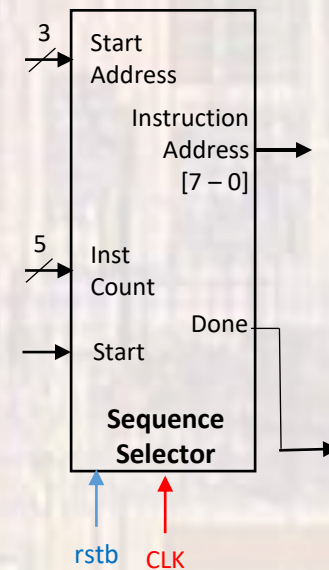 3
Start
Address
Instruction
Address
[7 – 0]
5
Inst
Count
Done
Start
Sequence
Selector
rstb
CLK